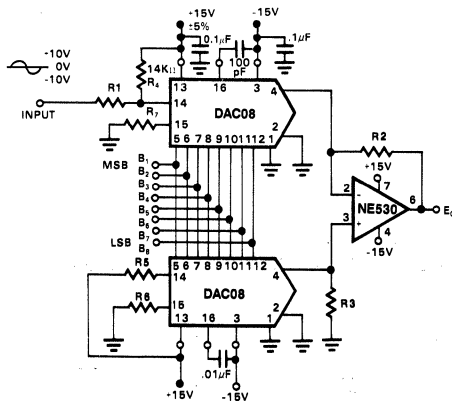 +15V
±5%
-15V
0.1µF
.1µF
-10V
0V
-10V
14KΩ
R4
100
pF
R1
INPUT
R7
13
16
3
4
14
15
DAC08
2
1
5 6 7 8 9 10 11 12
MSB
B1
B2
B3
B4
B5
B6
B7
LSB
B8
R2
+15V
7
2
-
NE530
6
3
+
4
-15V
R5
R6
5 6 7 8 9 10 11 12
14
15
DAC08
4
2
13
16
3
1
R3
.01µF
+15V
-15V